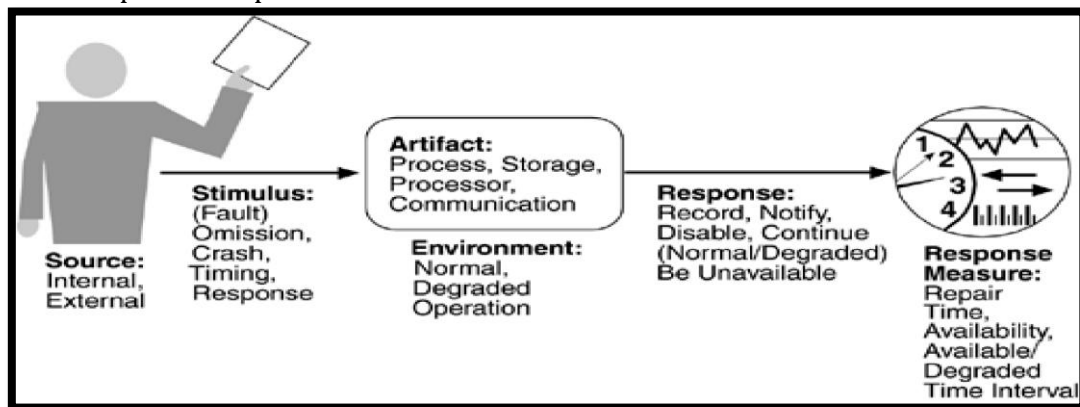 Source:
Internal,
External
Stimulus:
(Fault)
Omission,
Crash,
Timing,
Response
Artifact:
Process, Storage,
Processor,
Communication
Environment:
Normal,
Degraded
Operation
Response:
Record, Notify,
Disable, Continue
(Normal/Degraded)
Be Unavailable
1
2
3
4
Response
Measure:
Repair
Time,
Availability,
Available/
Degraded
Time Interval